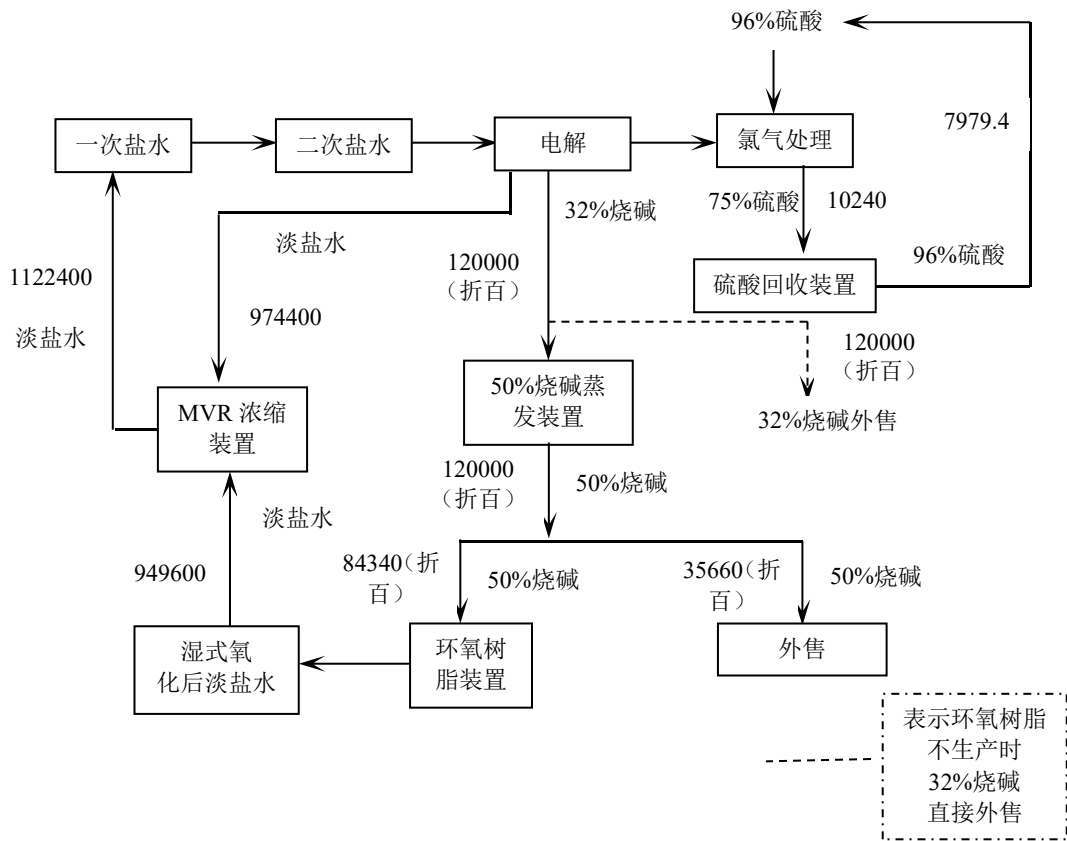 96%硫酸
7979.4
一次盐水
二次盐水
电解
氯气处理
75%硫酸
10240
32%烧碱
淡盐水
96%硫酸
硫酸回收装置
1122400
120000
（折百）
974400
淡盐水
120000
（折百）
50%烧碱蒸
发装置
MVR 浓缩
装置
32%烧碱外售
120000
（折百）
50%烧碱
淡盐水
949600
84340（折
百）
50%烧碱
35660（折
百）
50%烧碱
湿式氧
化后淡盐水
环氧树
脂装置
外售
表示环氧树脂
不生产时
32%烧碱
直接外售